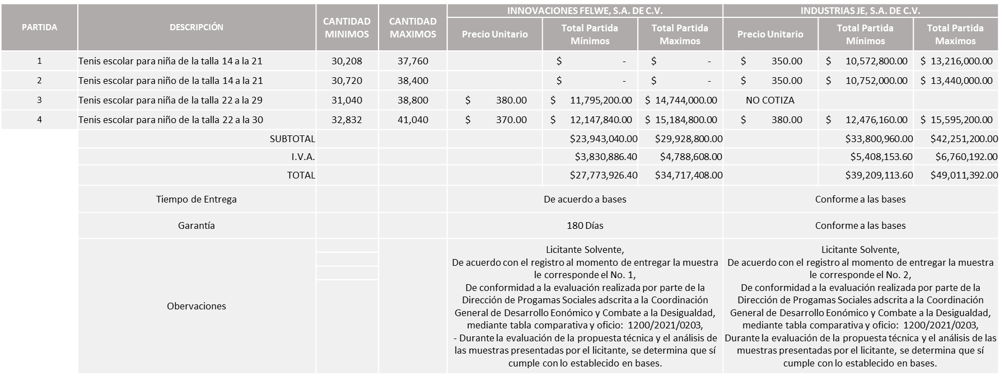 PARTIDA DESCRIPCIÓN CANTIDAD MINIMOS CANTIDAD MAXIMOS INNOVACIONES FELWE, S.A. DE C.V. INDUSTRIAS JE, S.A. DE C.V.
Precio Unitario Total Partida Mínimos Total Partida Maximos Precio Unitario Total Partida Mínimos Total Partida Maximos
1 Tenis escolar para niña de la talla 14 a la 21 30,208 37,760 $ - $ - $ 350.00 $ 10,572,800.00 $ 13,216,000.00
2 Tenis escolar para niño de la talla 14 a la 21 30,720 38,400 $ - $ - $ 350.00 $ 10,752,000.00 $ 13,440,000.00
3 Tenis escolar para niña de la talla 22 a la 29 31,040 38,800 $ 380.00 $ 11,795,200.00 $ 14,744,000.00 NO COTIZA
4 Tenis escolar para niño de la talla 22 a la 30 32,832 41,040 $ 370.00 $ 12,147,840.00 $ 15,184,800.00 $ 380.00 $ 12,476,160.00 $ 15,595,200.00
SUBTOTAL $23,943,040.00 $29,928,800.00 $33,800,960.00 $42,251,200.00
I.V.A. $3,830,886.40 $4,788,608.00 $5,408,153.60 $6,760,192.00
TOTAL $27,773,926.40 $34,717,408.00 $39,209,113.60 $49,011,392.00
Tiempo de Entrega De acuerdo a bases Conforme a las bases
Garantía 180 Días Conforme a las bases
Obervaciones
Licitante Solvente,
De acuerdo con el registro al momento de entregar la muestra
le corresponde el No. 1,
De conformidad a la evaluación realizada por parte de la
Dirección de Progamas Sociales adscrita a la Coordinación
General de Desarrollo Eonómico y Combate a la Desigualdad,
mediante tabla comparativa y oficio: 1200/2021/0203,
- Durante la evaluación de la propuesta técnica y el análisis de
las muestras presentadas por el licitante, se determina que sí
cumple con lo establecido en bases.
Licitante Solvente,
De acuerdo con el registro al momento de entregar la muestra
le corresponde el No. 2,
De conformidad a la evaluación realizada por parte de la
Dirección de Progamas Sociales adscrita a la Coordinación
General de Desarrollo Eonómico y Combate a la Desigualdad,
mediante tabla comparativa y oficio: 1200/2021/0203,
Durante la evaluación de la propuesta técnica y el análisis de las
muestras presentadas por el licitante, se determina que sí
cumple con lo establecido en bases.